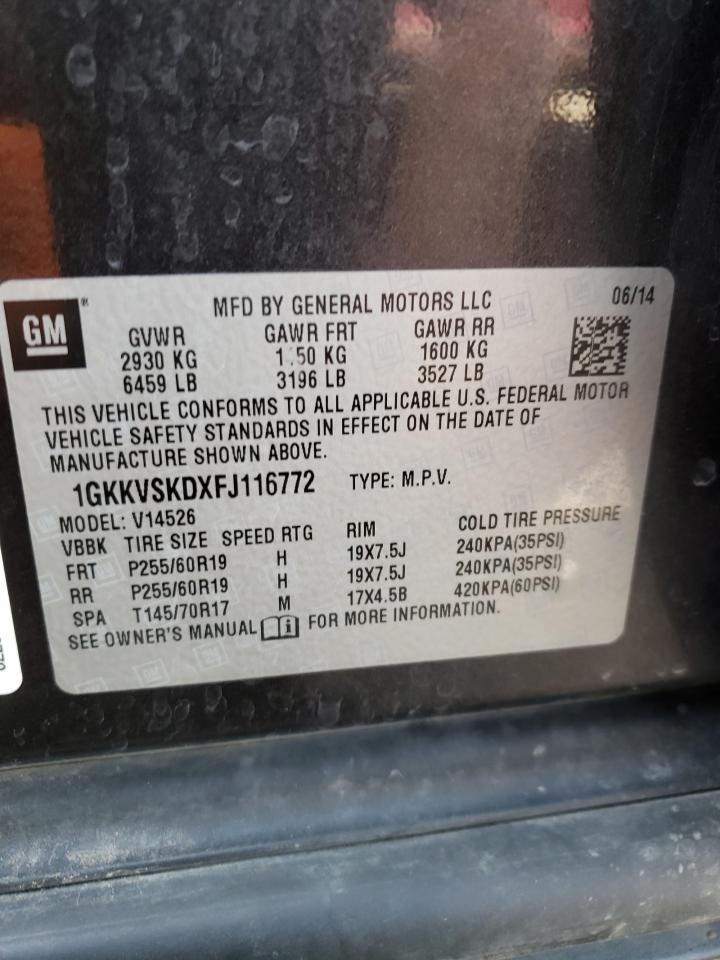 GM ® MFD BY GENERAL MOTORS LLC 06/14
GVWR GAWR FRT GAWR RR
2930 KG 1 50 KG 1600 KG
6459 LB 3196 LB 3527 LB
THIS VEHICLE CONFORMS TO ALL APPLICABLE U.S. FEDERAL MOTOR
VEHICLE SAFETY STANDARDS IN EFFECT ON THE DATE OF
MANUFACTURE SHOWN ABOVE.
1GKKVSKDXFJ116772 TYPE: M.P.V.
MODEL: V14526
VBBK TIRE SIZE SPEED RTG RIM COLD TIRE PRESSURE
FRT P255/60R19 H 19X7.5J 240KPA(35PSI)
RR P255/60R19 H 19X7.5J 240KPA(35PSI)
SPA T145/70R17 M 17X4.5B 420KPA(60PSI)
SEE OWNER'S MANUAL FOR MORE INFORMATION.